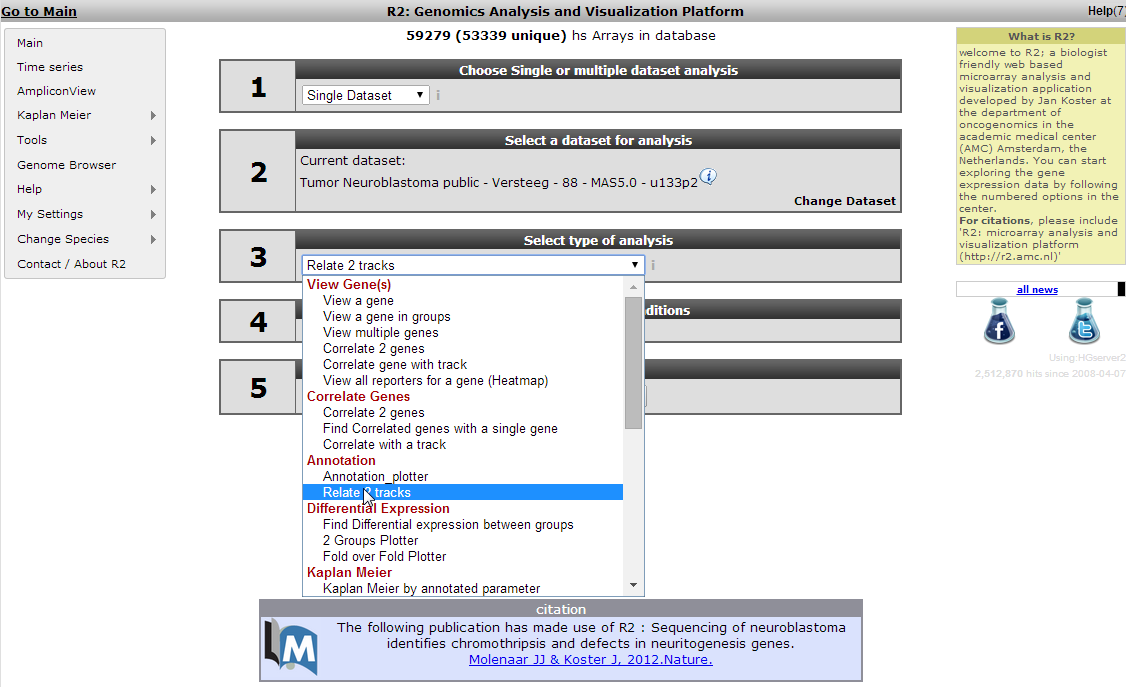 Go to Main
R2: Genomics Analysis and Visualization Platform
Help(7)
59279 (53339 unique) hs Arrays in database
Main
Time series
AmpliconView
Kaplan Meier
Tools
Genome Browser
Help
My Settings
Change Species
Contact / About R2
1
Choose Single or multiple dataset analysis
Single Dataset
i
2
Select a dataset for analysis
Current dataset:
Tumor Neuroblastoma public - Versteeg - 88 - MAS5.0 - u133p2
i
Change Dataset
3
Select type of analysis
Relate 2 tracks
i
View Gene(s)
View a gene
View a gene in groups
View multiple genes
Correlate 2 genes
Correlate gene with track
View all reporters for a gene (Heatmap)
Correlate Genes
Correlate 2 genes
Find Correlated genes with a single gene
Correlate with a track
Annotation
Annotation_plotter
Relate 2 tracks
Differential Expression
Find Differential expression between groups
2 Groups Plotter
Fold over Fold Plotter
Kaplan Meier
Kaplan Meier by annotated parameter
4
ditions
5
citation
M
The following publication has made use of R2 : Sequencing of neuroblastoma
identifies chromothripsis and defects in neuritogenesis genes.
Molenaar JJ & Koster J, 2012.Nature.
What is R2?
welcome to R2; a biologist
friendly web based
microarray analysis and
visualization application
developed by Jan Koster at
the department of
oncogenomics in the
academic medical center
(AMC) Amsterdam, the
Netherlands. You can start
exploring the gene
expression data by following
the numbered options in the
center.
For citations, please include
'R2: microarray analysis and
visualization platform
(http://r2.amc.nl)'
all news
f
t
Using:HGserver2
2,512,870 hits since 2008-04-07